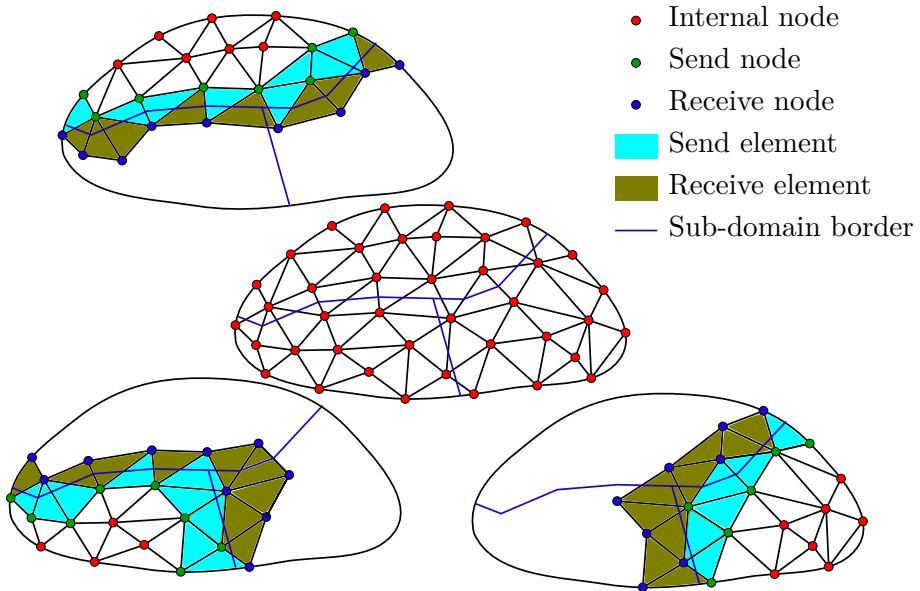 Internal node
Send node
Receive node
Send element
Receive element
Sub-domain border